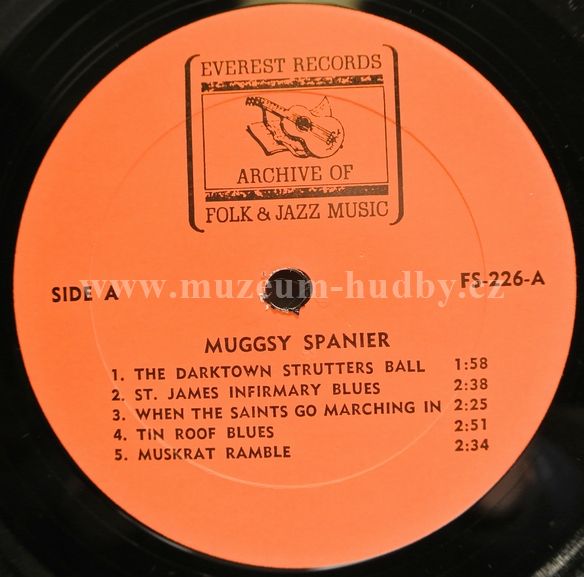 EVEREST RECORDS
ARCHIVE OF
FOLK & JAZZ MUSIC
SIDE A
www.muzeum-hudby.cz
FS-226-A
MUGGSY SPANIER
1. THE DARKTOWN STRUTTERS BALL 1:58
2. ST. JAMES INFIRMARY BLUES 2:38
3. WHEN THE SAINTS GO MARCHING IN 2:25
4. TIN ROOF BLUES 2:51
5. MUSKRAT RAMBLE 2:34